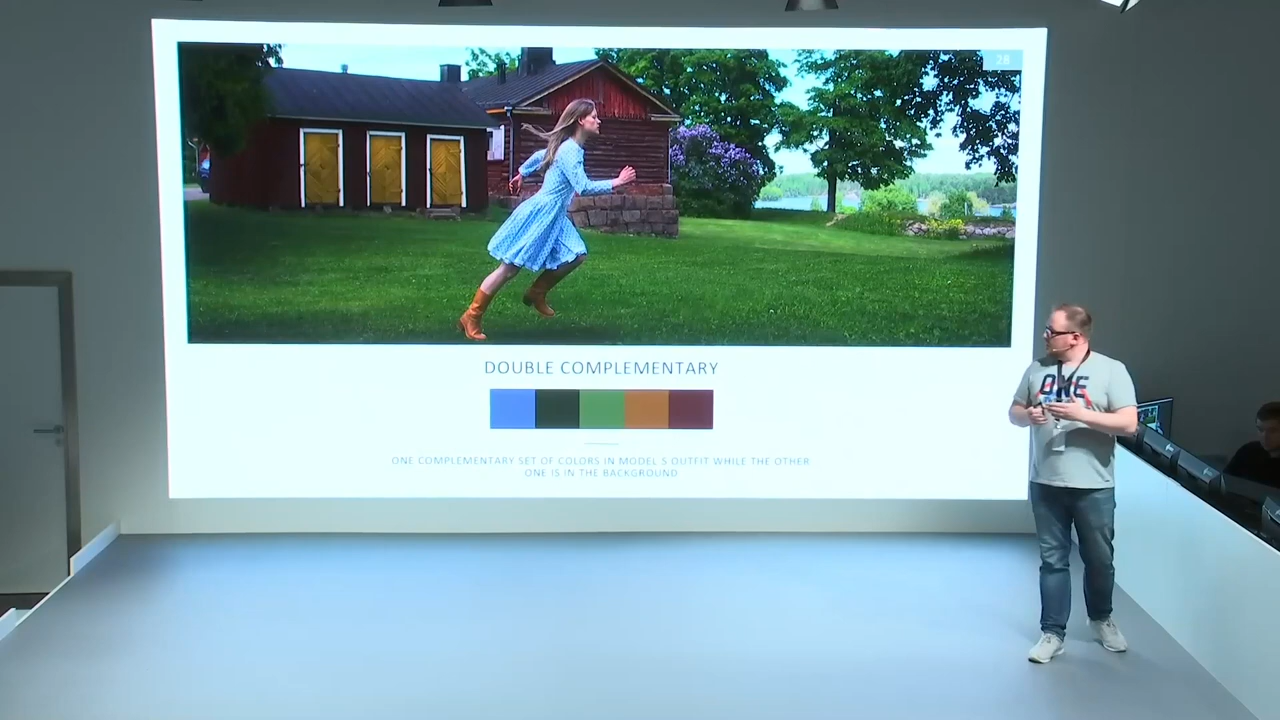 28
DOUBLE COMPLEMENTARY
ONE COMPLEMENTARY SET OF COLORS IN MODEL S OUTFIT WHILE THE OTHER
ONE IS IN THE BACKGROUND
ONE